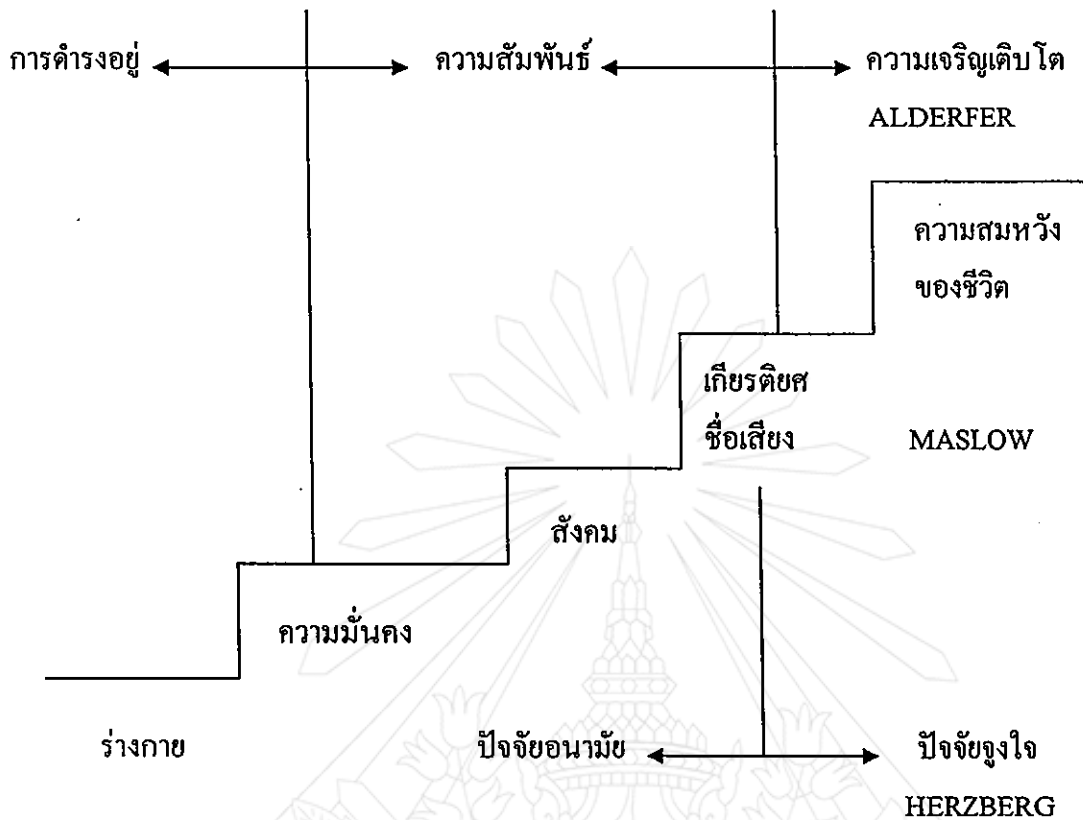 การดำรงอยู่ ความสัมพันธ์ ความเจริญเติบโต
ALDERFER
ความสมหวัง
ของชีวิต
เกียรติยศ
ชื่อเสียง MASLOW
สังคม
ความมั่นคง
ร่างกาย ปัจจัยอนามัย ปัจจัยจูงใจ
HERZBERG